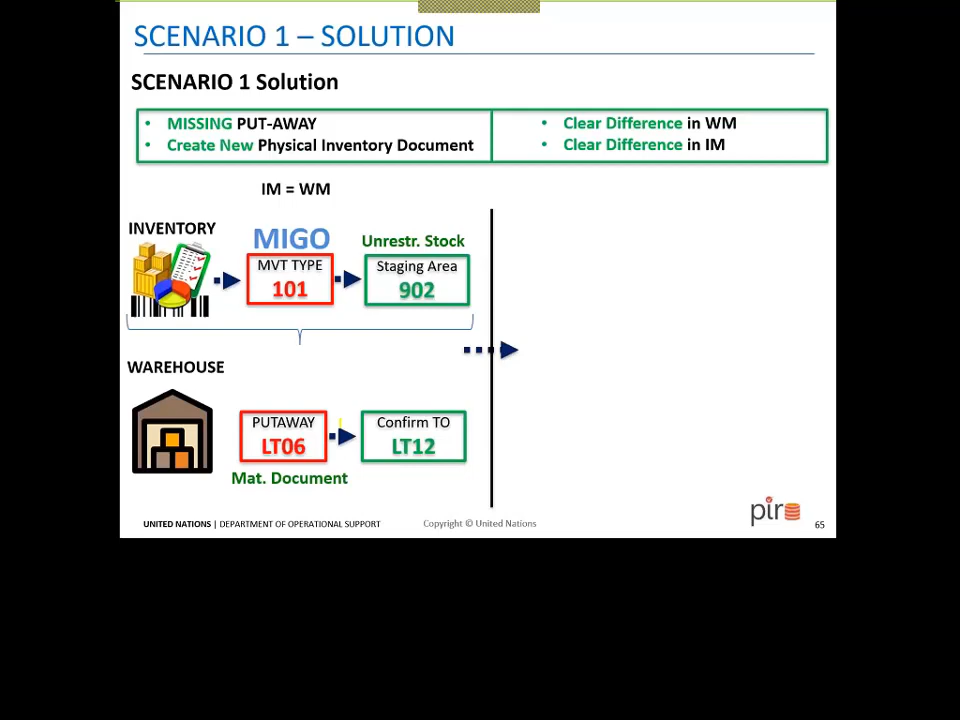 SCENARIO 1 – SOLUTION
SCENARIO 1 Solution
• MISSING PUT-AWAY
• Create New Physical Inventory Document
• Clear Difference in WM
• Clear Difference in IM
IM = WM
INVENTORY
MIGO
MVT TYPE
101
Unrestr. Stock
Staging Area
902
WAREHOUSE
PUTAWAY
LT06
Mat. Document
Confirm TO
LT12
UNITED NATIONS | DEPARTMENT OF OPERATIONAL SUPPORT
Copyright © United Nations
pir
65